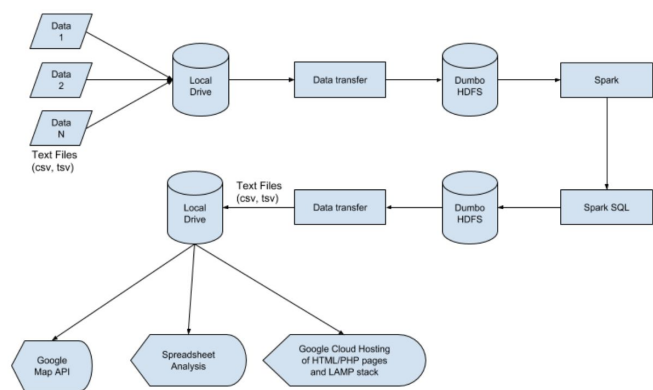 Data
1
Data
2
Data
N
Text Files
(csv, tsv)
Local
Drive
Data transfer
Dumbo
HDFS
Spark
Local
Drive
Text Files
(csv, tsv)
Data transfer
Dumbo
HDFS
Spark SQL
Google
Map API
Spreadsheet
Analysis
Google Cloud Hosting
of HTML/PHP pages
and LAMP stack